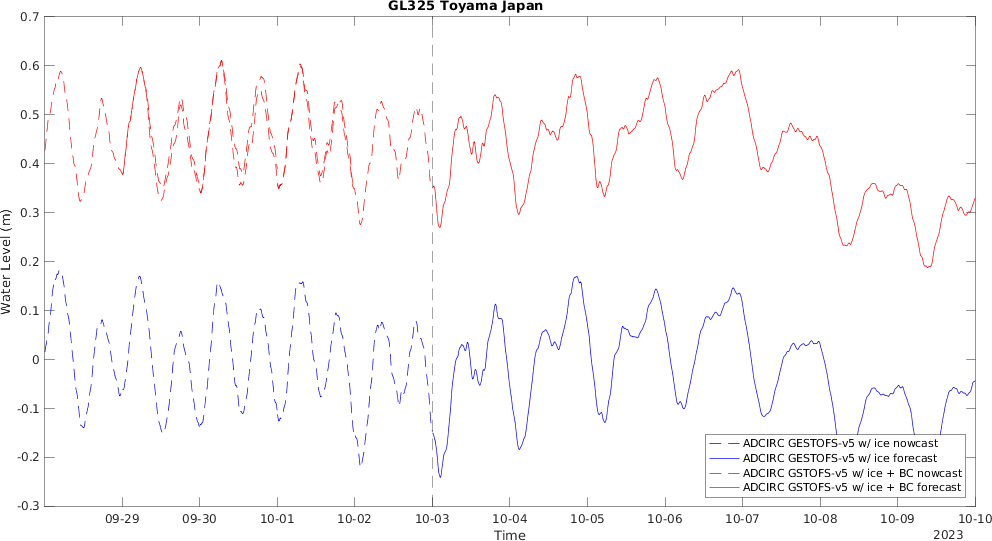 GL325 Toyama Japan
0.7
0.6
0.5
0.4
0.3
0.2
0.1
0
-0.1
-0.2
-0.3
Water Level (m)
ADCIRC GESTOFS-v5 w/ ice nowcast
ADCIRC GESTOFS-v5 w/ ice forecast
ADCIRC GSTOFS-v5 w/ ice + BC nowcast
ADCIRC GSTOFS-v5 w/ ice + BC forecast
09-29 09-30 10-01 10-02 10-03 10-04 10-05 10-06 10-07 10-08 10-09 10-10
Time 2023